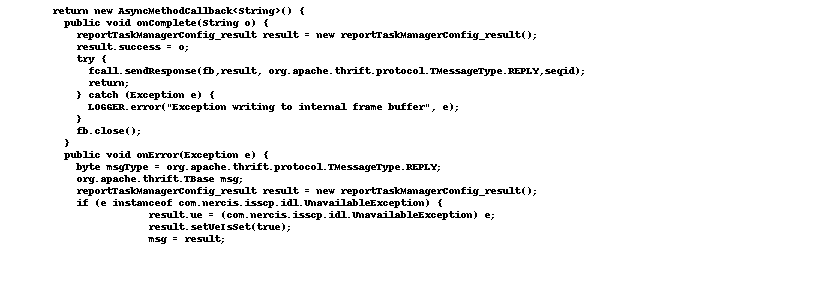 return new AsyncMethodCallback<String>() {
public void onComplete(String o) {
reportTaskManagerConfig_result result = new reportTaskManagerConfig_result();
result.success = o;
try {
fcall.sendResponse(fb,result, org.apache.thrift.protocol.TMessageType.REPLY,seqid);
return;
} catch (Exception e) {
LOGGER.error("Exception writing to internal frame buffer", e);
}
fb.close();
}
public void onError(Exception e) {
byte msgType = org.apache.thrift.protocol.TMessageType.REPLY;
org.apache.thrift.TBase msg;
reportTaskManagerConfig_result result = new reportTaskManagerConfig_result();
if (e instanceof com.nercis.isscp.idl.UnavailableException) {
result.ue = (com.nercis.isscp.idl.UnavailableException) e;
result.setUeIsSet(true);
msg = result;